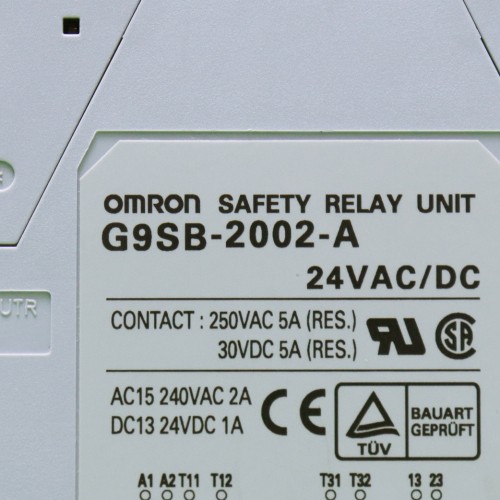 OMRON SAFETY RELAY UNIT
G9SB-2002-A
24VAC/DC
CONTACT : 250VAC 5A (RES.)
30VDC 5A (RES.)
AC15 240VAC 2A
DC13 24VDC 1A
CE
TÜV
BAUART
GEPRÜFT
UTR
A1 A2 T11 T12 T31 T32 13 23